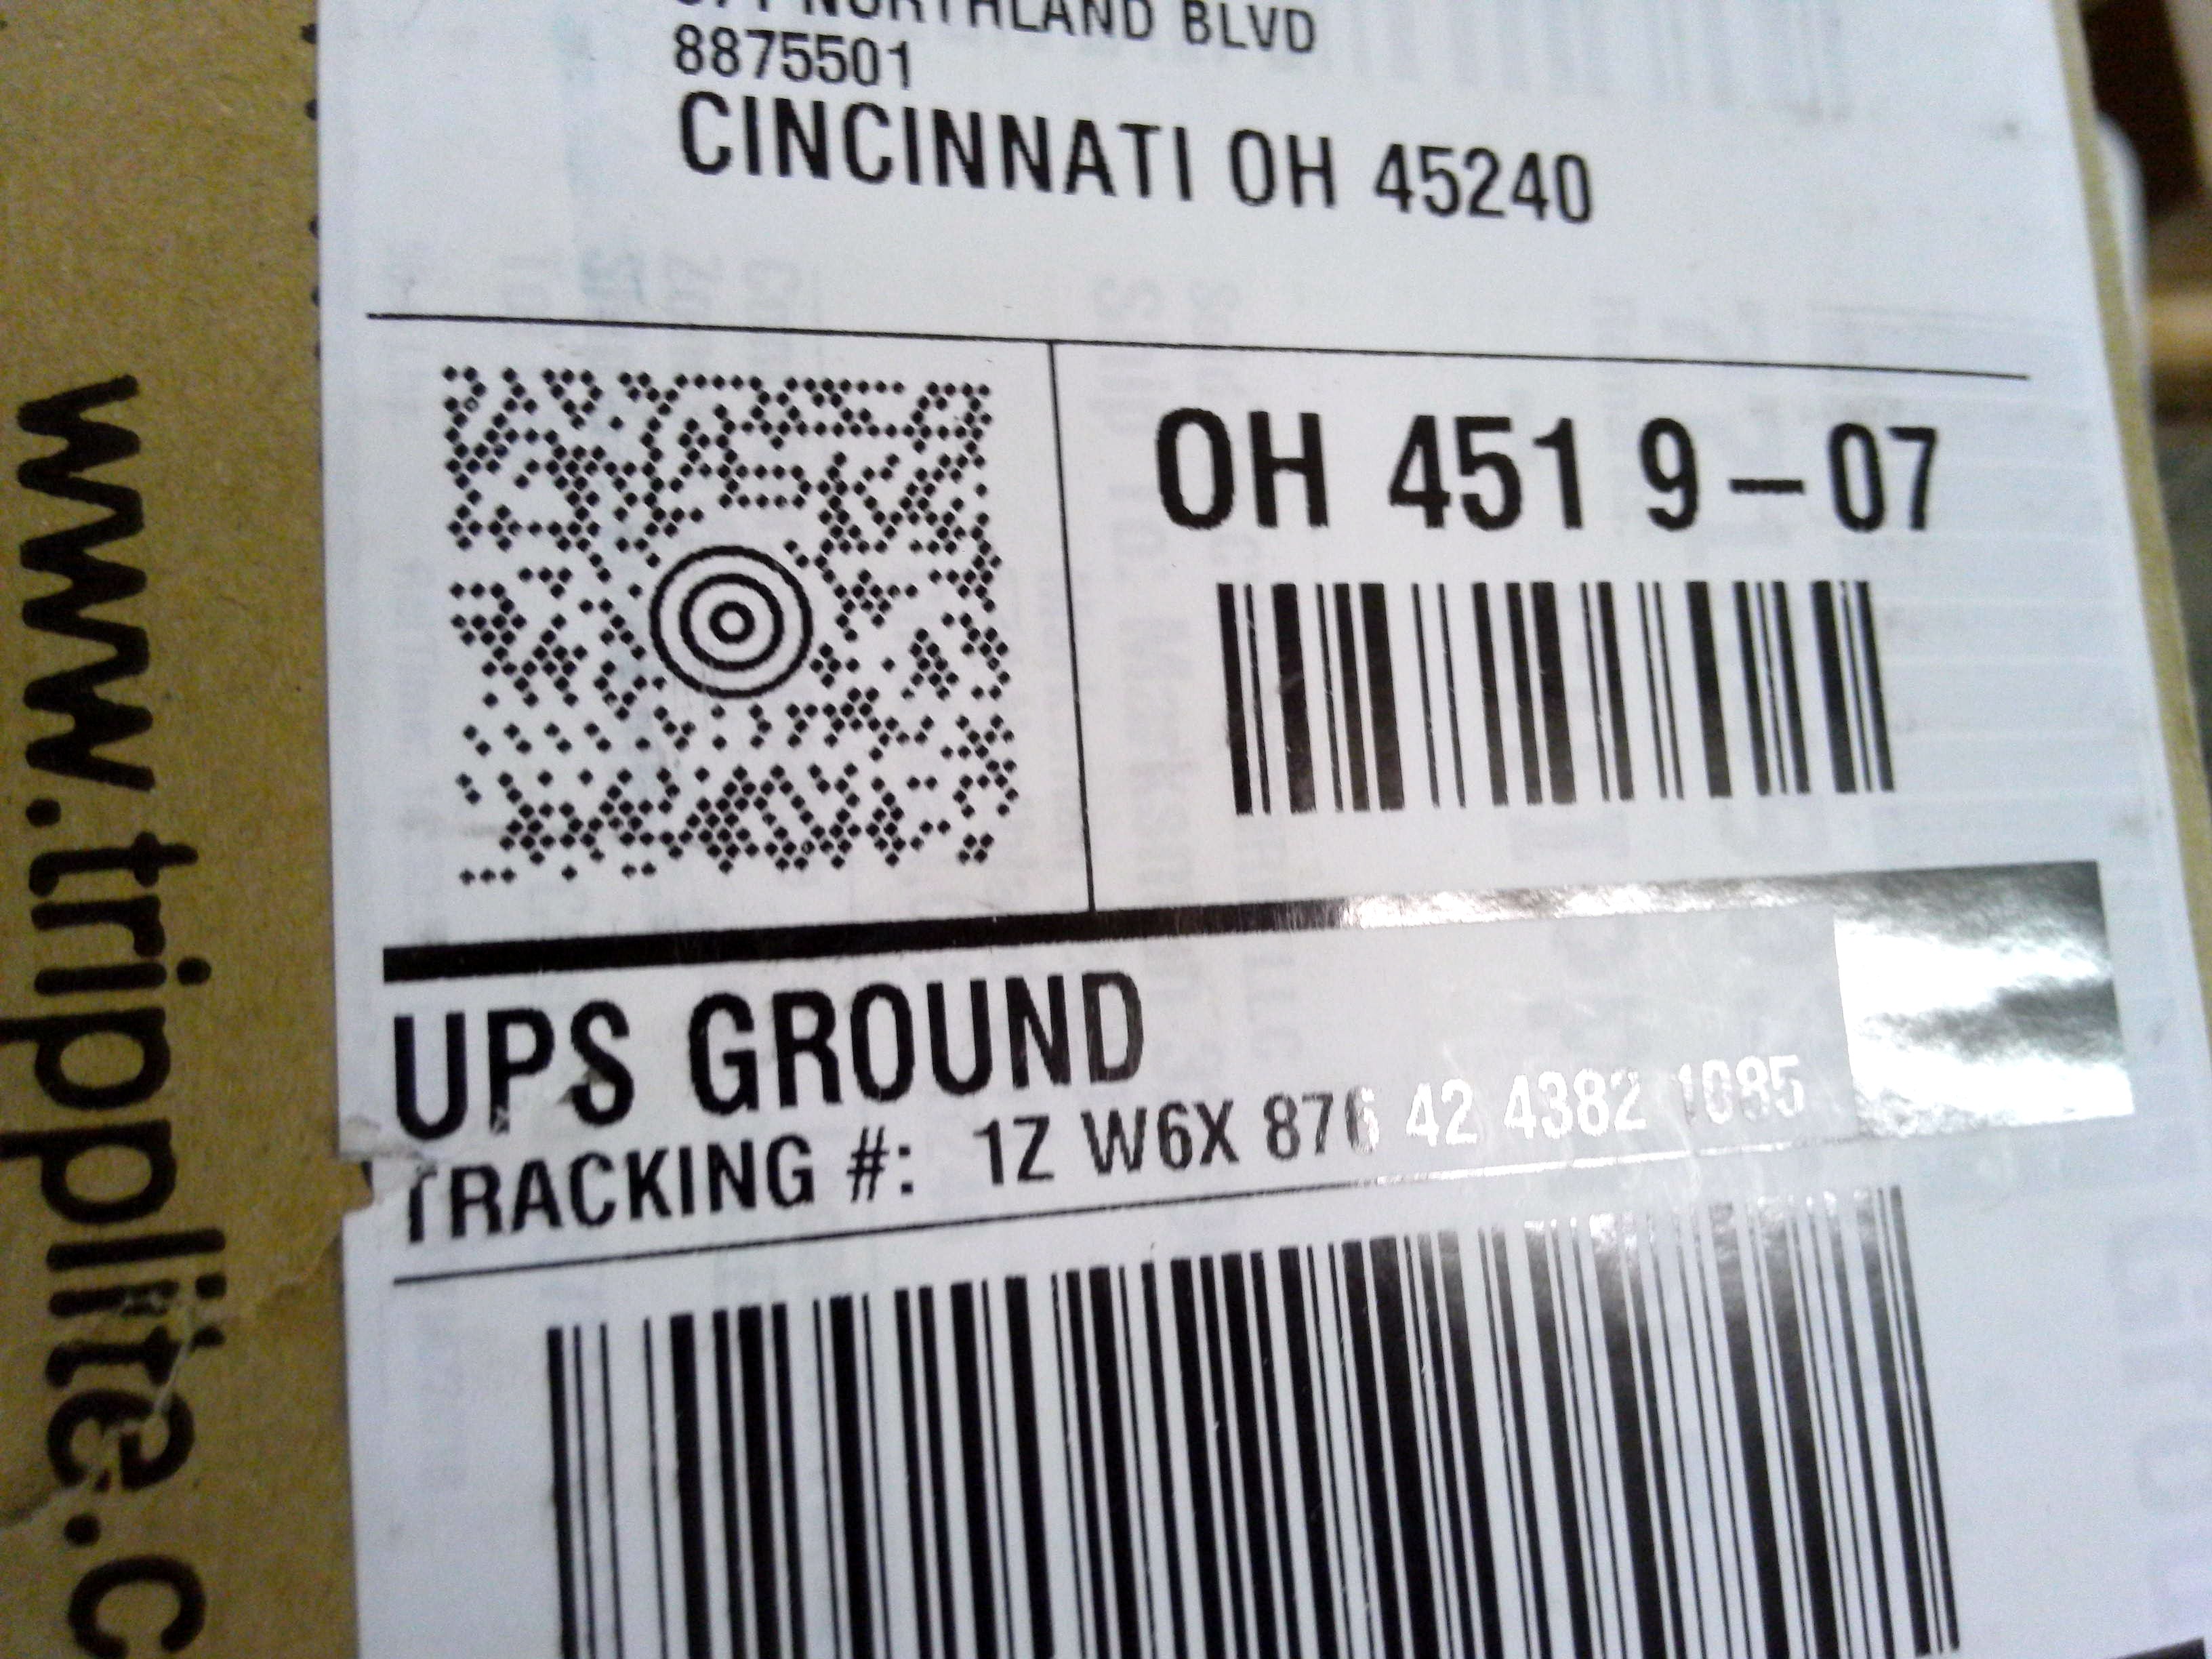 NORTHLAND BLVD
8875501
CINCINNATI OH 45240
OH 451 9-07
UPS GROUND
TRACKING #: 1Z W6X 876 42 4382 1085
www.tripplite.c